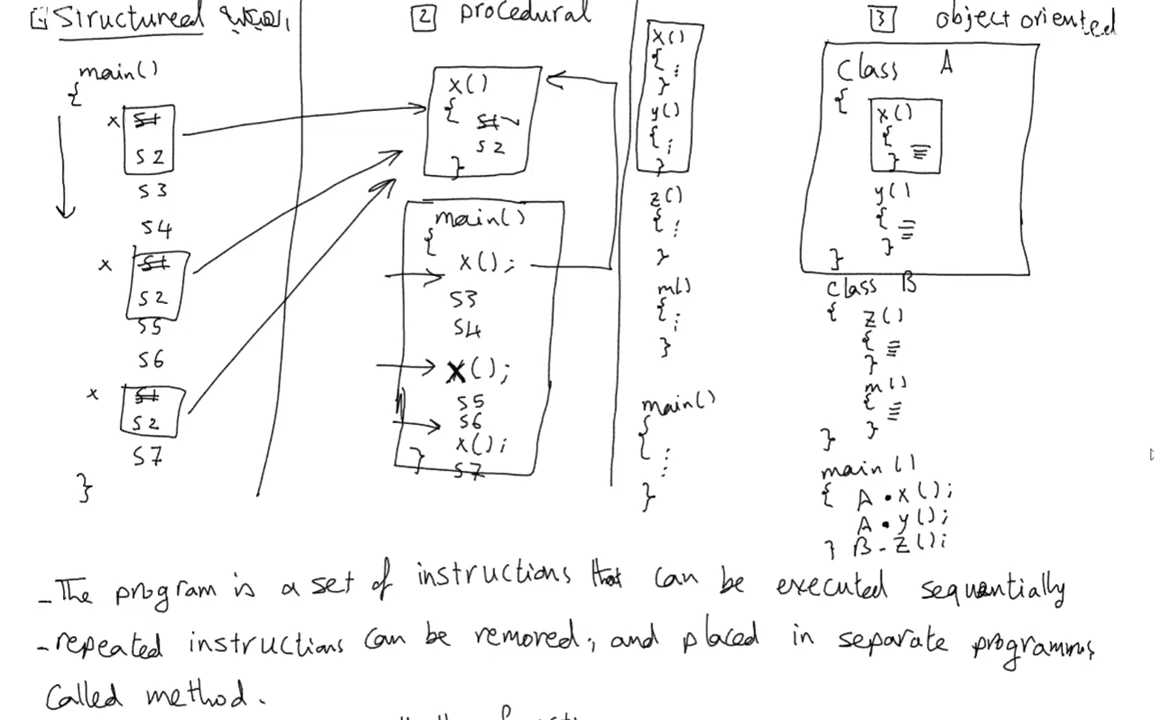 1 Structureed
main()
{
x S1
S2
S3
S4
x S1
S2
S5
S6
x S1
S2
S7
}
2 procedural
x()
{
S1
S2
}
main()
{
x();
S3
S4
x();
S5
S6
x();
} S7
x()
{ :
}
y()
{ :
}
z()
{ :
}
m()
{ :
}
main()
{
:
:
}
3 object oriented
class A
{
x()
{
}
y()
{
}
}
class B
{ z()
{
}
m()
{
}
}
main()
{ A.x();
A.y();
} B.z();
- The program is a set of instructions that can be executed sequentially
- repeated instructions can be removed, and placed in separate programms
called method.